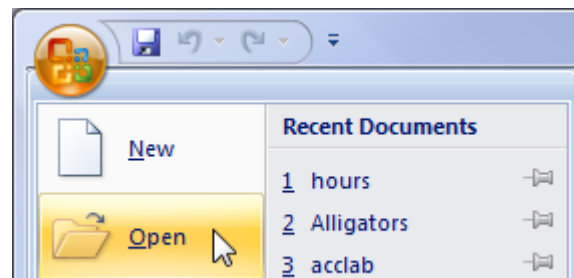 New
Open
Recent Documents
1 hours
2 Alligators
3 acclab